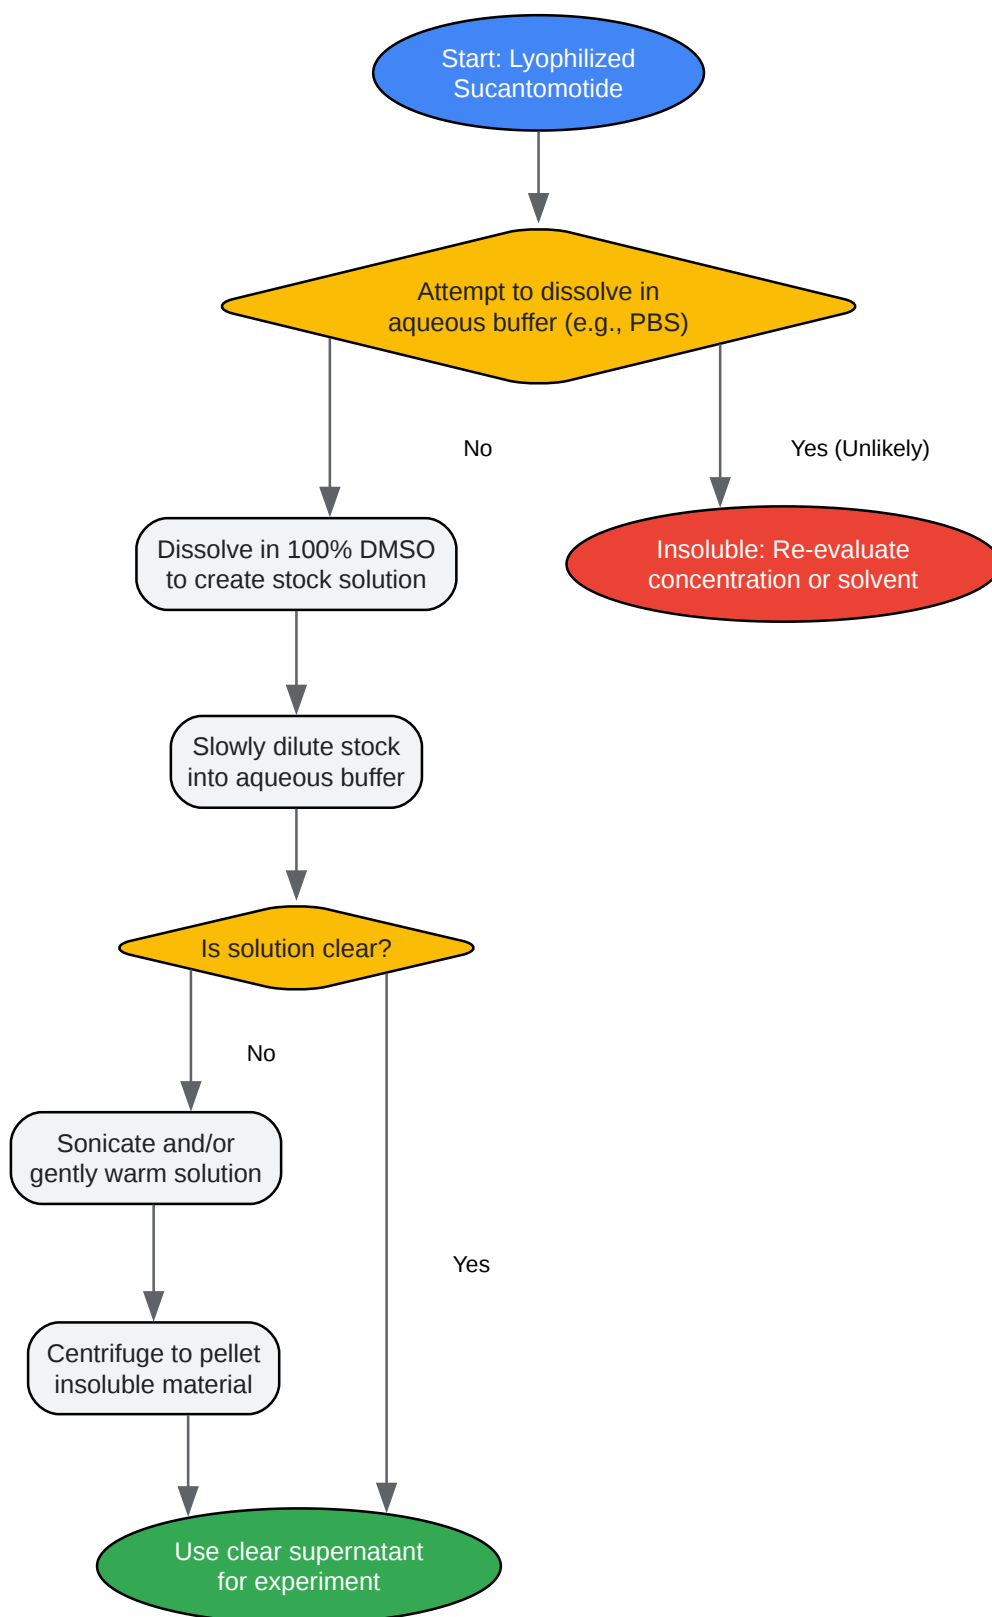 Start: Lyophilized
Sucantomotide
Attempt to dissolve in
aqueous buffer (e.g., PBS)
No
Yes (Unlikely)
Dissolve in 100% DMSO
to create stock solution
Insoluble: Re-evaluate
concentration or solvent
Slowly dilute stock
into aqueous buffer
Is solution clear?
No
Sonicate and/or
gently warm solution
Yes
Centrifuge to pellet
insoluble material
Use clear supernatant
for experiment